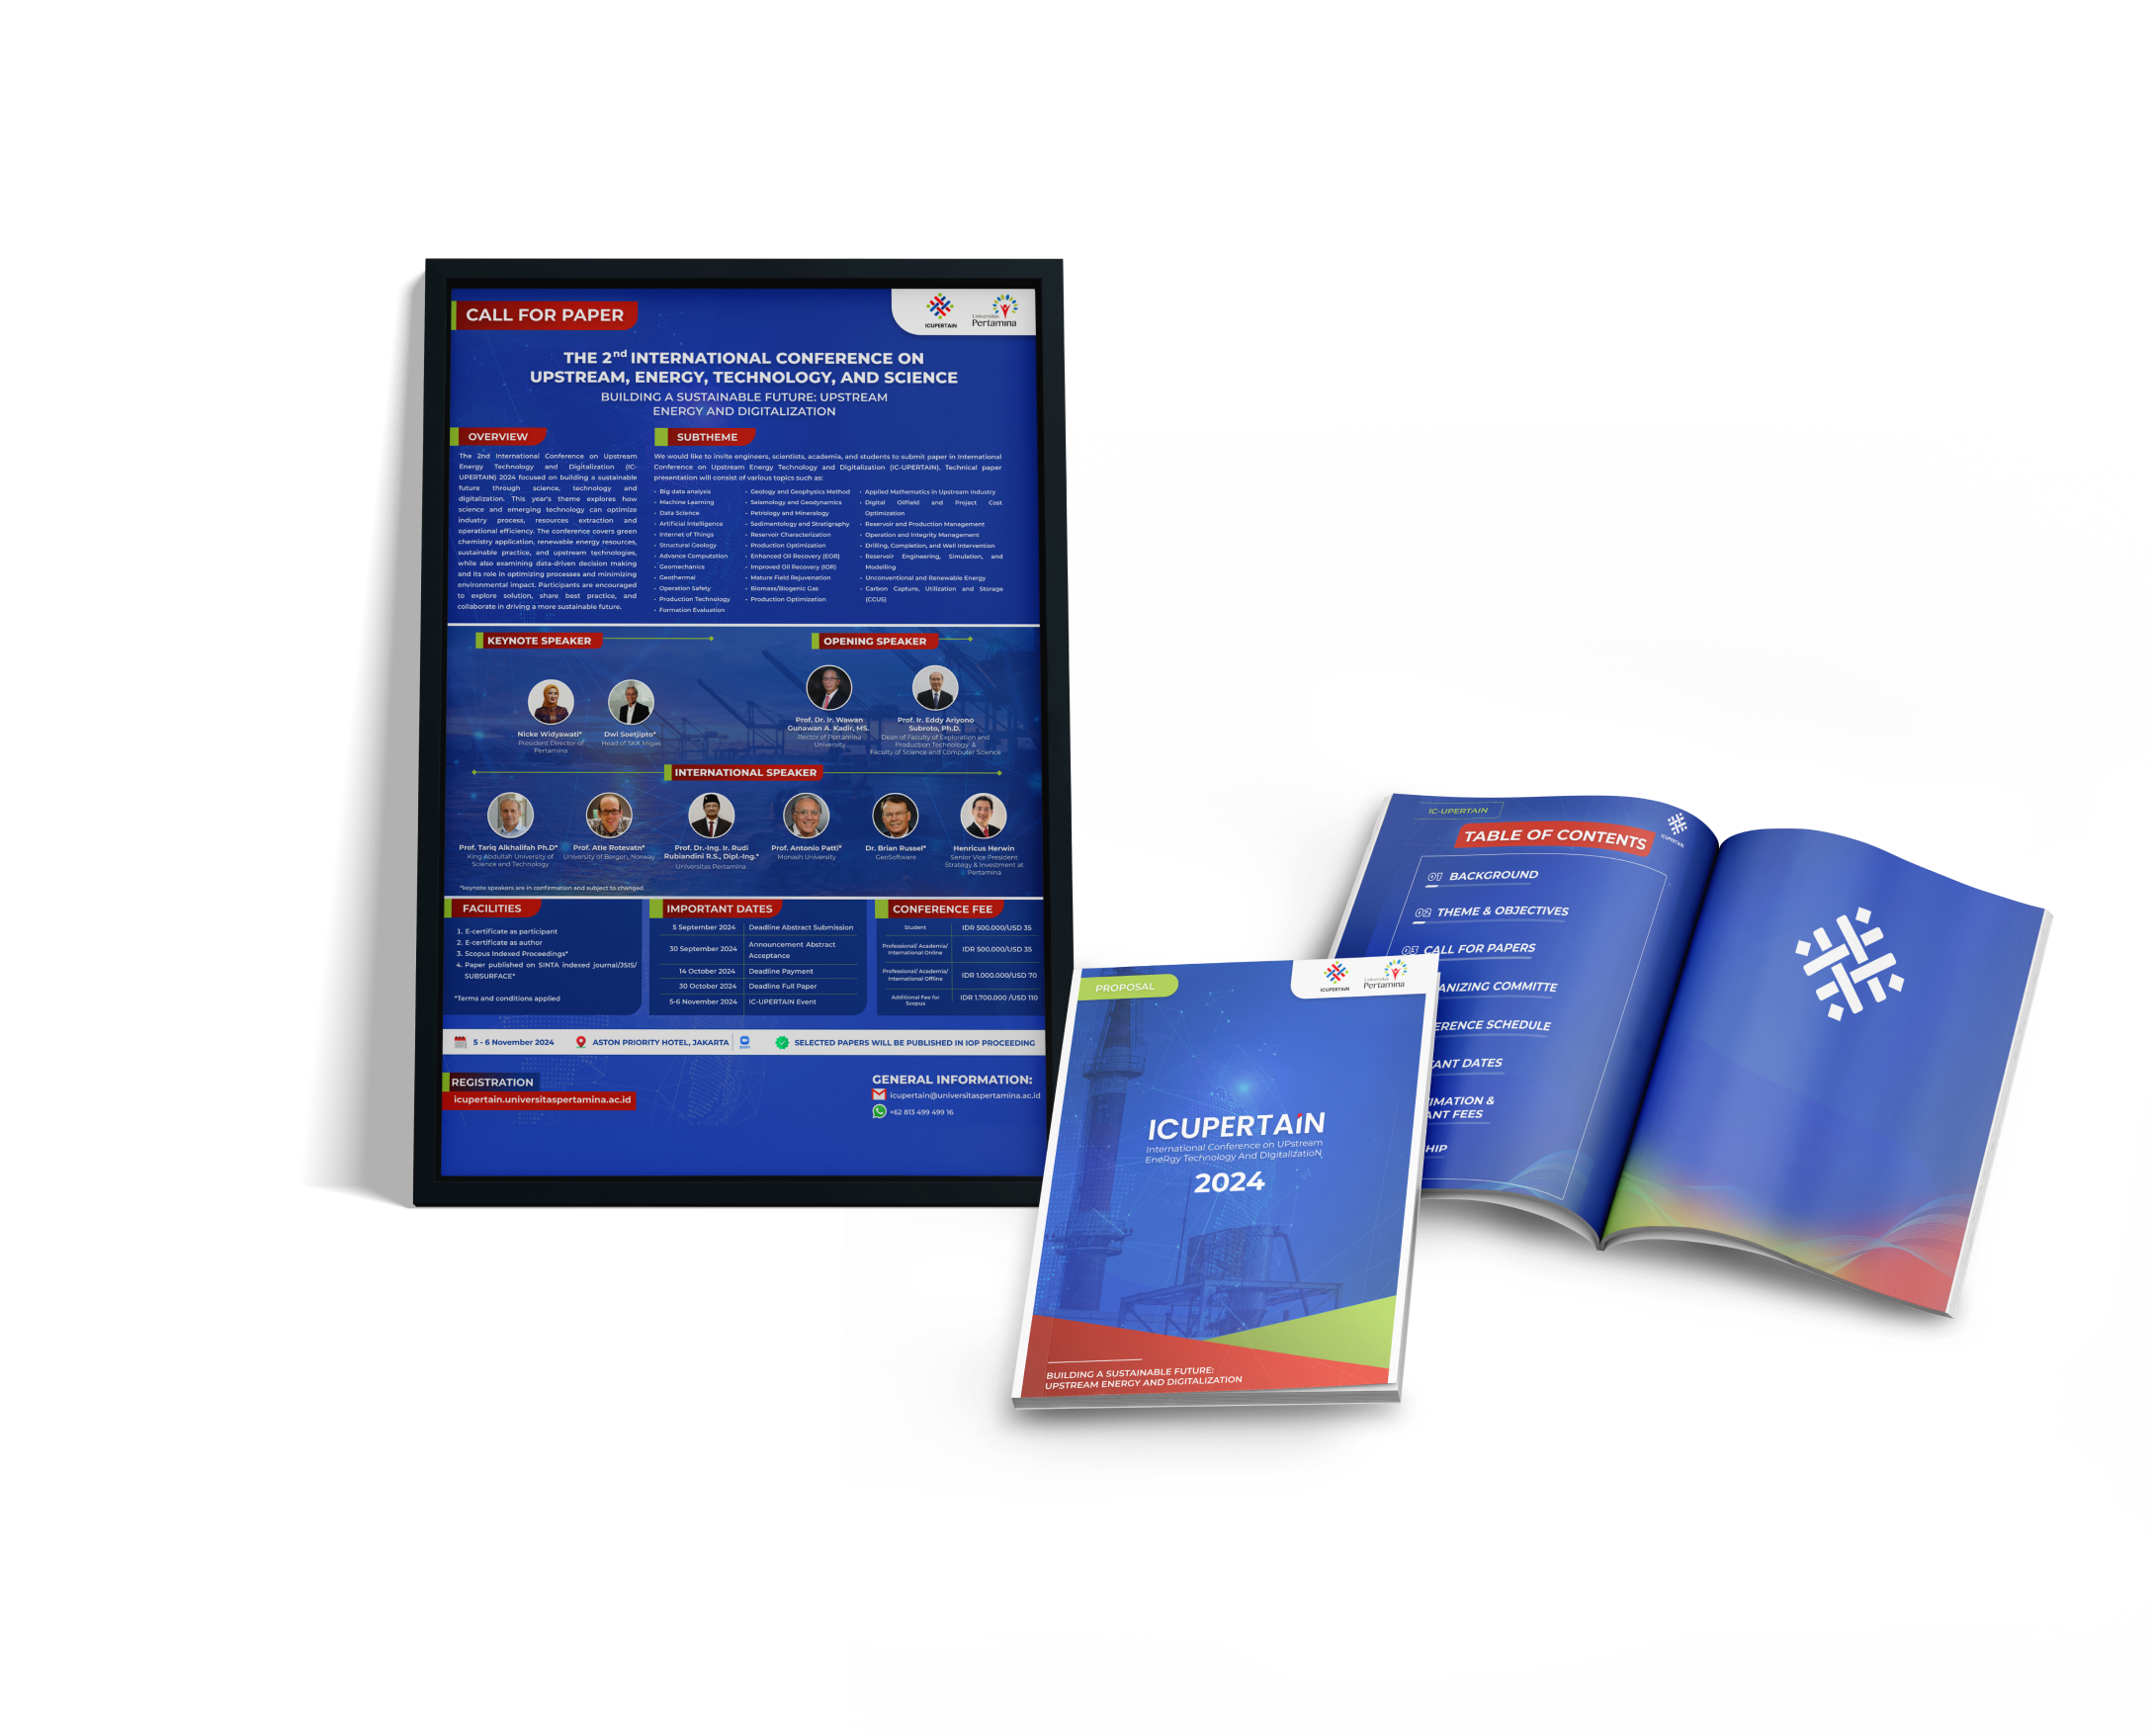 CALL FOR PAPER
ICUPERTAIN
Universitas
Pertamina
THE 2nd INTERNATIONAL CONFERENCE ON
UPSTREAM, ENERGY, TECHNOLOGY, AND SCIENCE
BUILDING A SUSTAINABLE FUTURE: UPSTREAM
ENERGY AND DIGITALIZATION
OVERVIEW
The 2nd International Conference on Upstream
Energy Technology and Digitalization (IC-
UPERTAIN) 2024 focused on building a sustainable
future through science, technology and
digitalization. This year's theme explores how
science and emerging technology can optimize
industry process, resources extraction and
operational efficiency. The conference covers green
chemistry application, renewable energy resources,
sustainable practice, and upstream technologies,
while also examining data-driven decision making
and its role in optimizing processes and minimizing
environmental impact. Participants are encouraged
to explore solution, share best practice, and
collaborate in driving a more sustainable future.
SUBTHEME
We would like to invite engineers, scientists, academia, and students to submit paper in International
Conference on Upstream Energy Technology and Digitalization (IC-UPERTAIN). Technical paper
presentation will consist of various topics such as:
• Big data analysis
• Machine Learning
• Data Science
• Artificial Intelligence
• Internet of Things
• Structural Geology
• Advance Computation
• Geomechanics
• Geothermal
• Operation Safety
• Production Technology
• Formation Evaluation
• Geology and Geophysics Method
• Seismology and Geodynamics
• Petrology and Mineralogy
• Sedimentology and Stratigraphy
• Reservoir Characterization
• Production Optimization
• Enhanced Oil Recovery (EOR)
• Improved Oil Recovery (IOR)
• Mature Field Rejuvenation
• Biomass/Biogenic Gas
• Production Optimization
• Applied Mathematics in Upstream Industry
• Digital Oilfield and Project Cost
Optimization
• Reservoir and Production Management
• Operation and Integrity Management
• Drilling, Completion, and Well Intervention
• Reservoir Engineering, Simulation, and
Modelling
• Unconventional and Renewable Energy
• Carbon Capture, Utilization and Storage
(CCUS)
KEYNOTE SPEAKER
Nicke Widyawati*
President Director of
Pertamina
Dwi Soetjipto*
Head of SKK Migas
OPENING SPEAKER
Prof. Dr. Ir. Wawan
Gunawan A. Kadir, MS.
Rector of Pertamina
University
Prof. Ir. Eddy Ariyono
Subroto, Ph.D.
Dean of Faculty of Exploration and
Production Technology &
Faculty of Science and Computer Science
INTERNATIONAL SPEAKER
Prof. Tariq Alkhalifah Ph.D*
King Abdullah University of
Science and Technology
Prof. Atle Rotevatn*
University of Bergen, Norway
Prof. Dr.-Ing. Ir. Rudi
Rubiandini R.S., Dipl.-Ing.*
Universitas Pertamina
Prof. Antonio Patti*
Monash University
Dr. Brian Russel*
GeoSoftware
Henricus Herwin
Senior Vice President
Strategy & Investment at
Pertamina
*keynote speakers are in confirmation and subject to changed
FACILITIES
1. E-certificate as participant
2. E-certificate as author
3. Scopus Indexed Proceedings*
4. Paper published on SINTA indexed journal/JSIS/
SUBSURFACE*
*Terms and conditions applied
IMPORTANT DATES
5 September 2024 Deadline Abstract Submission
30 September 2024 Announcement Abstract
Acceptance
14 October 2024 Deadline Payment
30 October 2024 Deadline Full Paper
5-6 November 2024 IC-UPERTAIN Event
CONFERENCE FEE
Student IDR 500.000/USD 35
Professional/ Academia/
International Online IDR 500.000/USD 35
Professional/ Academia/
International Offline IDR 1.000.000/USD 70
Additional Fee for
Scopus IDR 1.700.000 /USD 110
5 - 6 November 2024
ASTON PRIORITY HOTEL, JAKARTA
SELECTED PAPERS WILL BE PUBLISHED IN IOP PROCEEDING
REGISTRATION
icupertain.universitaspertamina.ac.id
GENERAL INFORMATION:
icupertain@universitaspertamina.ac.id
+62 813 499 499 16
PROPOSAL
ICUPERTAIN
Universitas
Pertamina
ICUPERTAIN
International Conference on UPstream
EneRgy Technology And DIgitalizatioN
2024
BUILDING A SUSTAINABLE FUTURE:
UPSTREAM ENERGY AND DIGITALIZATION
IC-UPERTAIN
ICUPERTAIN
TABLE OF CONTENTS
01 BACKGROUND
02 THEME & OBJECTIVES
03 CALL FOR PAPERS
ANIZING COMMITTE
ERENCE SCHEDULE
ANT DATES
IMATION &
ANT FEES
HIP